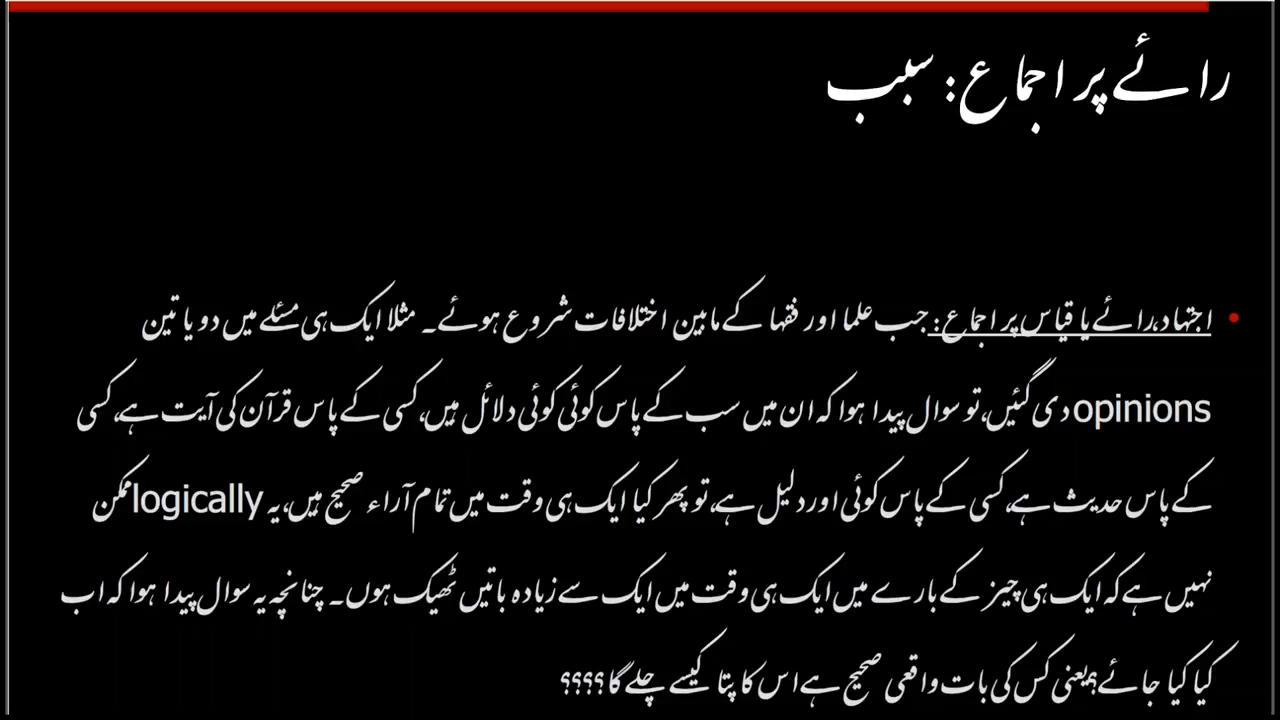 رائے پر اجماع: سبب
• اجتہاد،رائے یا قیاس پر اجماع: جب علما اور فقہا کے مابین اختلافات شروع ہوئے۔ مثلا ایک ہی مسئلے میں دو یا تین
opinions دی گئیں،تو سوال پیدا ہوا کہ ان میں سب کے پاس کوئی کوئی دلائل ہیں،کسی کے پاس قرآن کی آیت ہے،کسی
کے پاس حدیث ہے،کسی کے پاس کوئی اور دلیل ہے،تو پھر کیا ایک ہی وقت میں تمام آراء صحیح ہیں،یہ logically ممکن
نہیں ہے کہ ایک ہی چیز کے بارے میں ایک ہی وقت میں ایک سے زیادہ باتیں ٹھیک ہوں۔ چنانچہ یہ سوال پیدا ہوا کہ اب
کیا کیا جائے؟یعنی کس کی بات واقعی صحیح ہے اس کا پتا کیسے چلے گا؟؟؟؟